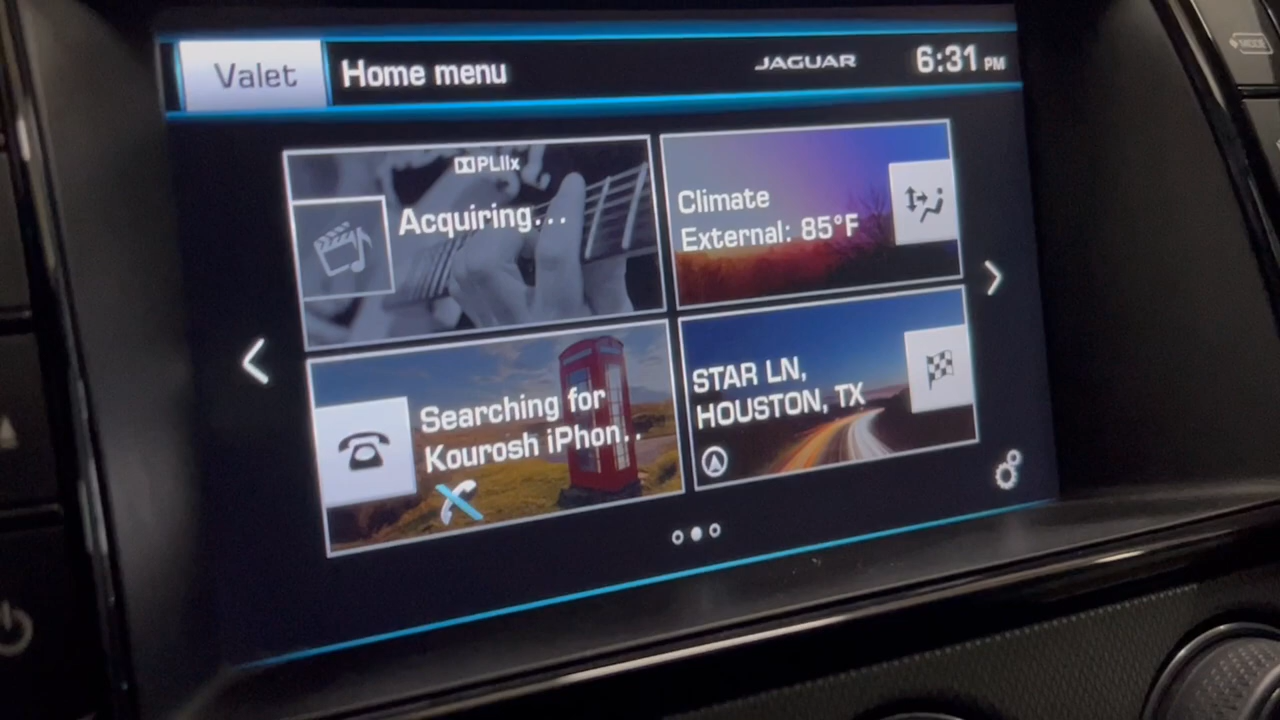 Valet
Home menu
JAGUAR
6:31 PM
PLIIx
Acquiring...
Climate
External: 85°F
Searching for
Kourosh iPhon..
STAR LN,
HOUSTON, TX
MODE